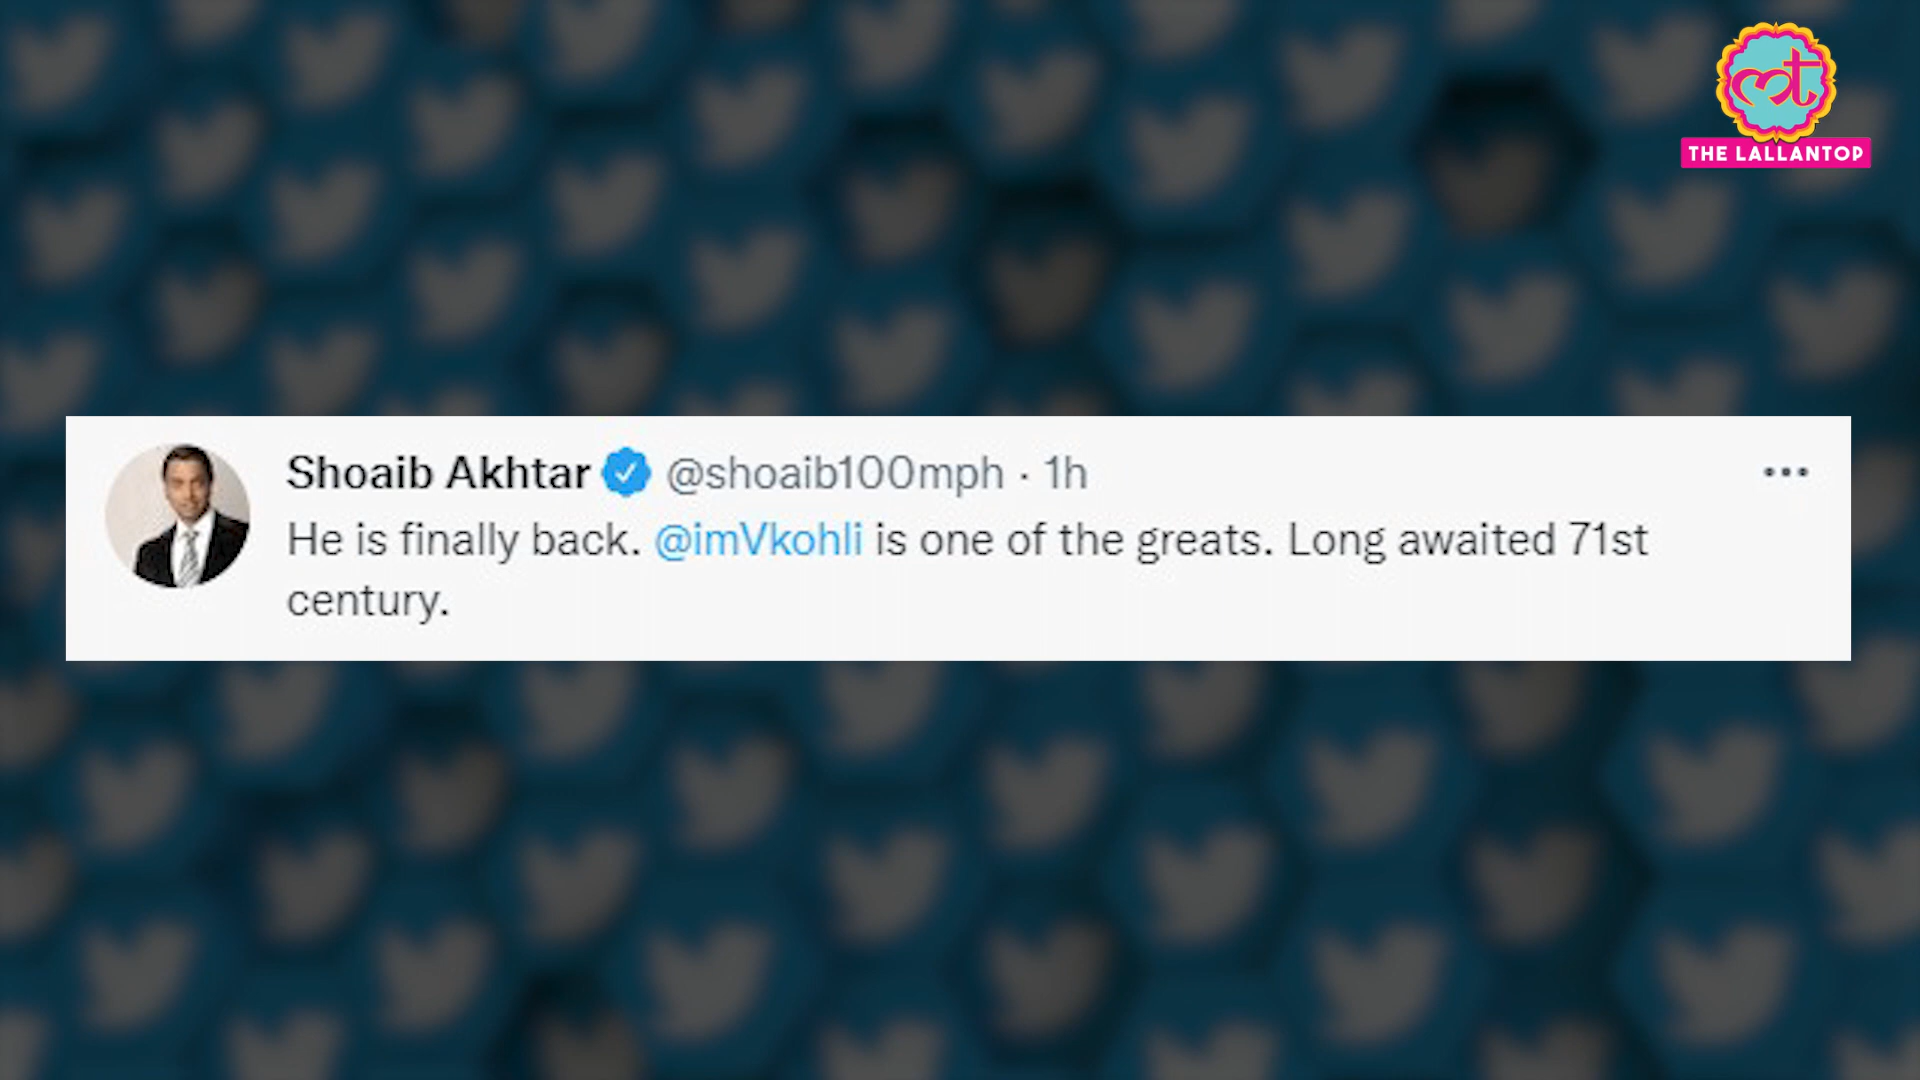 मत
THE LALLANTOP
Shoaib Akhtar @shoaib100mph · 1h
He is finally back. @imVkohli is one of the greats. Long awaited 71st
century.